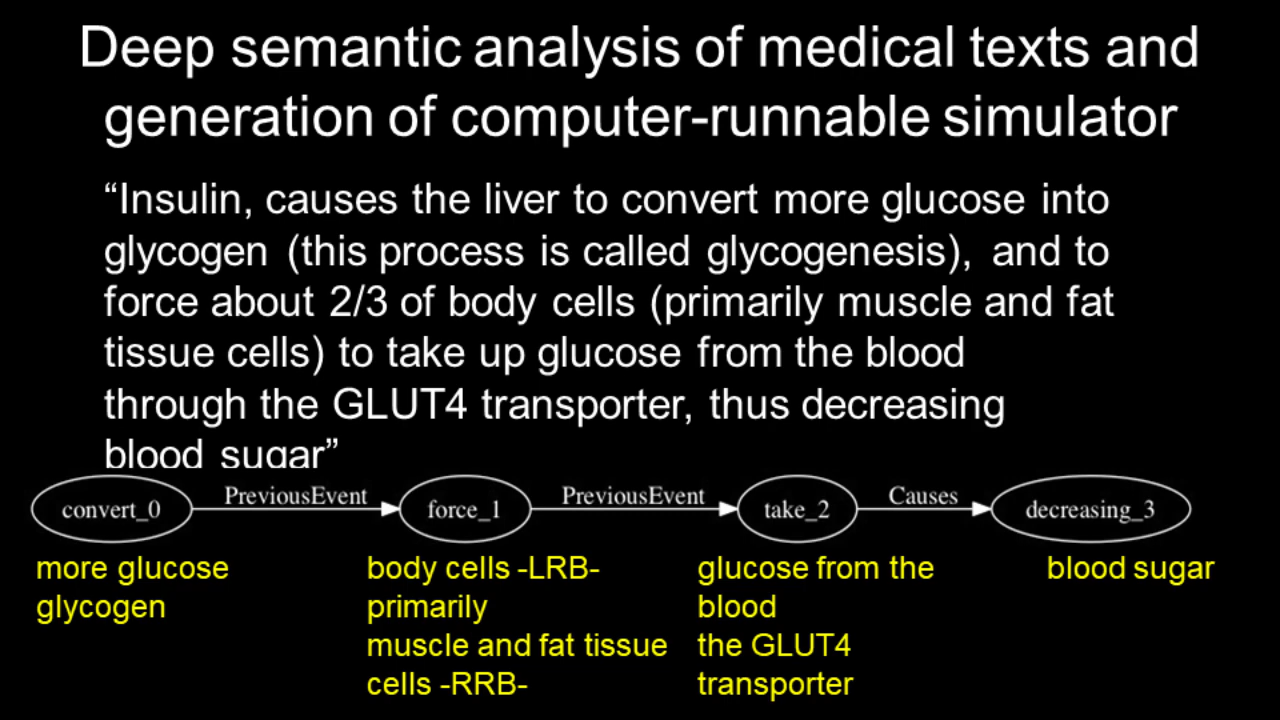 Deep semantic analysis of medical texts and
generation of computer-runnable simulator
“Insulin, causes the liver to convert more glucose into
glycogen (this process is called glycogenesis), and to
force about 2/3 of body cells (primarily muscle and fat
tissue cells) to take up glucose from the blood
through the GLUT4 transporter, thus decreasing
blood sugar”
convert_0 PreviousEvent force_1 PreviousEvent take_2 Causes decreasing_3
more glucose
glycogen
body cells -LRB-
primarily
muscle and fat tissue
cells -RRB-
glucose from the
blood
the GLUT4
transporter
blood sugar